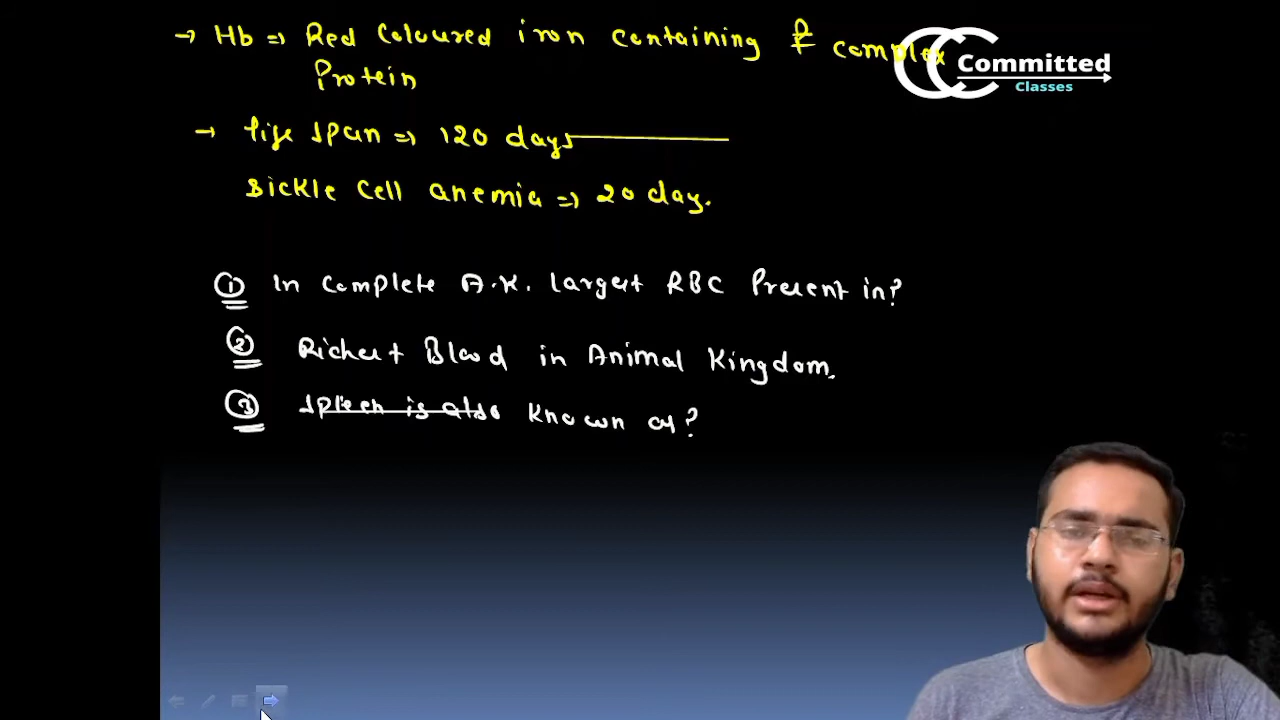 → Hb ⇒ Red Coloured iron containing complex
Protein
Committed
Classes
→ life span ⇒ 120 days
Sickle Cell anemia ⇒ 20 day.
① In Complete A.K. largest RBC Present in?
② Richest Blood in Animal Kingdom.
③ Spleen is also known as?